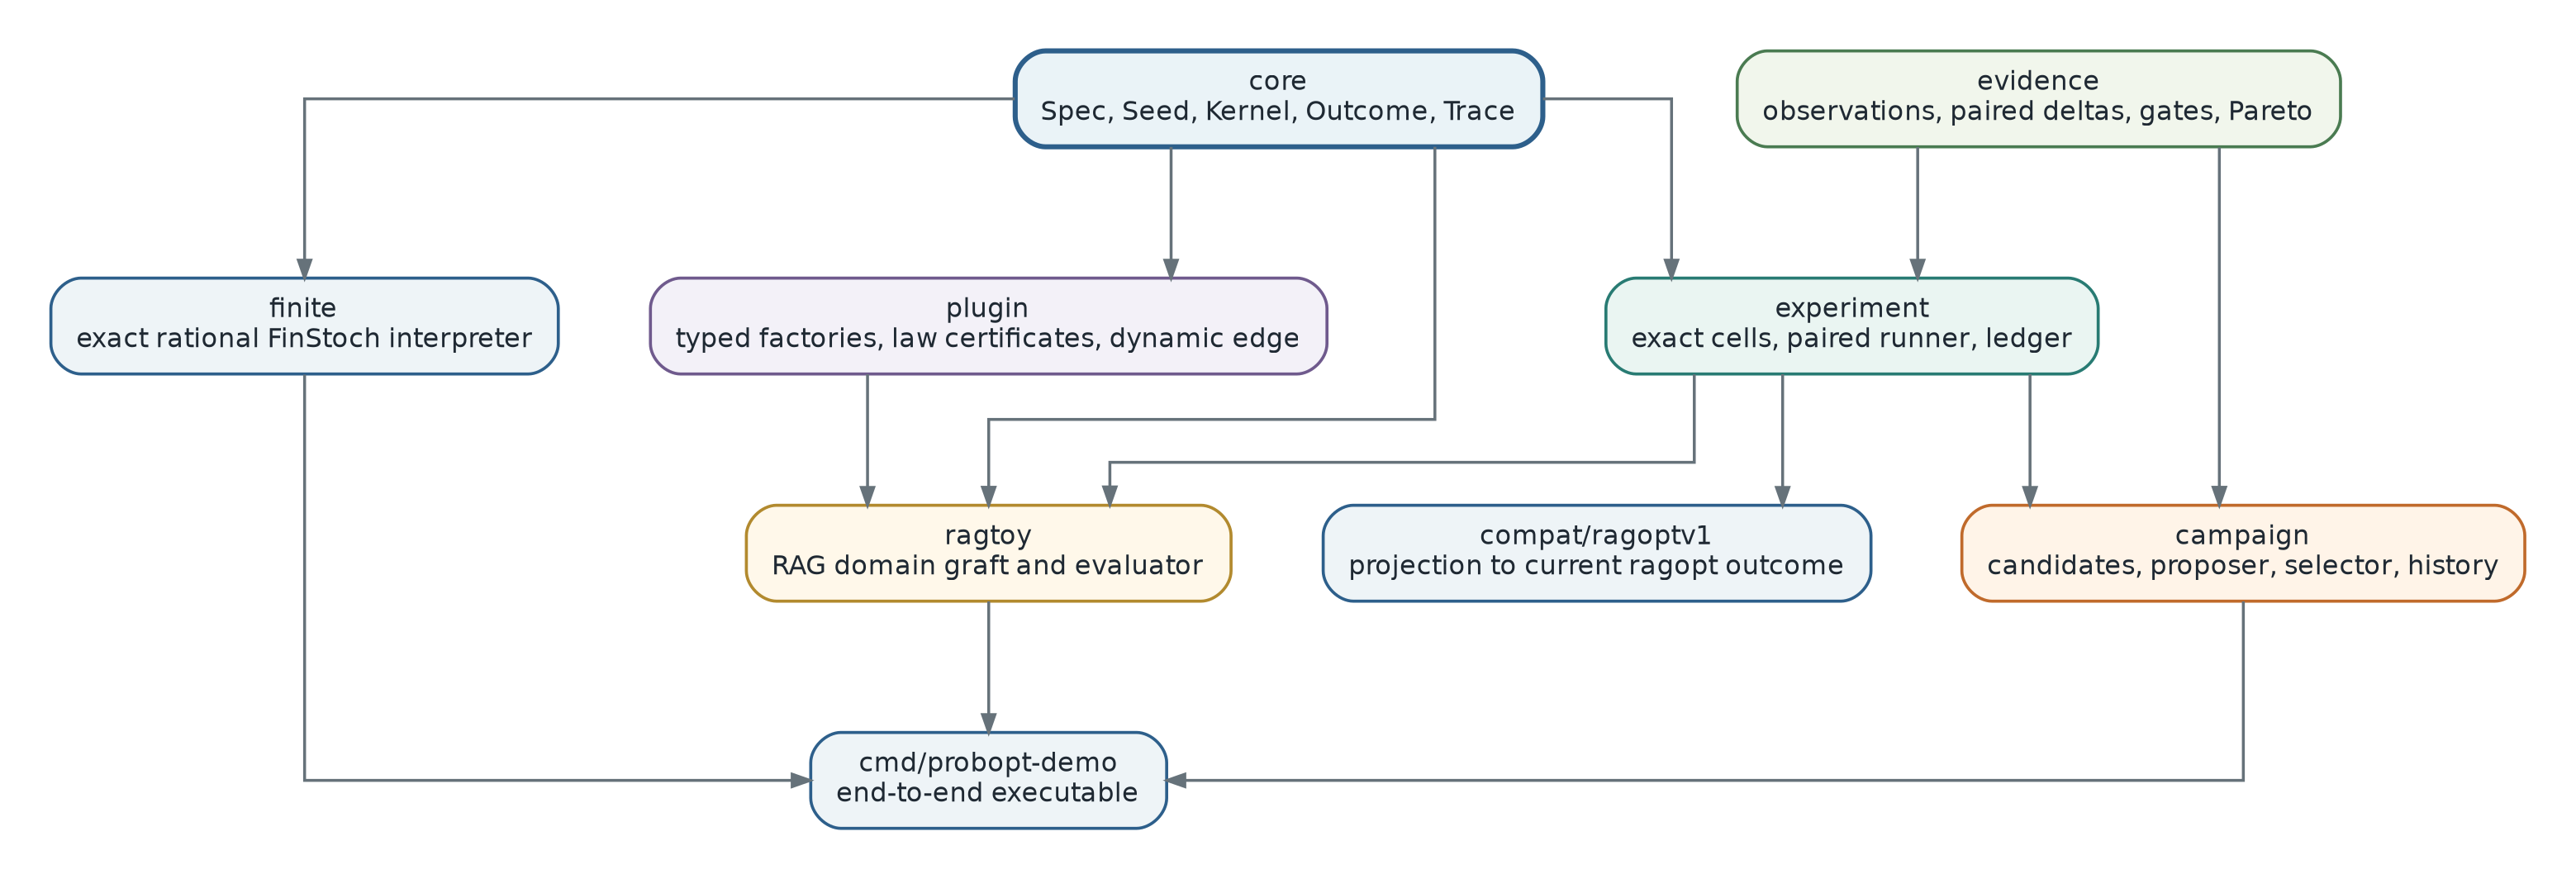 core
Spec, Seed, Kernel, Outcome, Trace
evidence
observations, paired deltas, gates, Pareto
finite
exact rational FinStoch interpreter
plugin
typed factories, law certificates, dynamic edge
experiment
exact cells, paired runner, ledger
ragtoy
RAG domain graft and evaluator
compat/ragoptv1
projection to current ragopt outcome
campaign
candidates, proposer, selector, history
cmd/probopt-demo
end-to-end executable